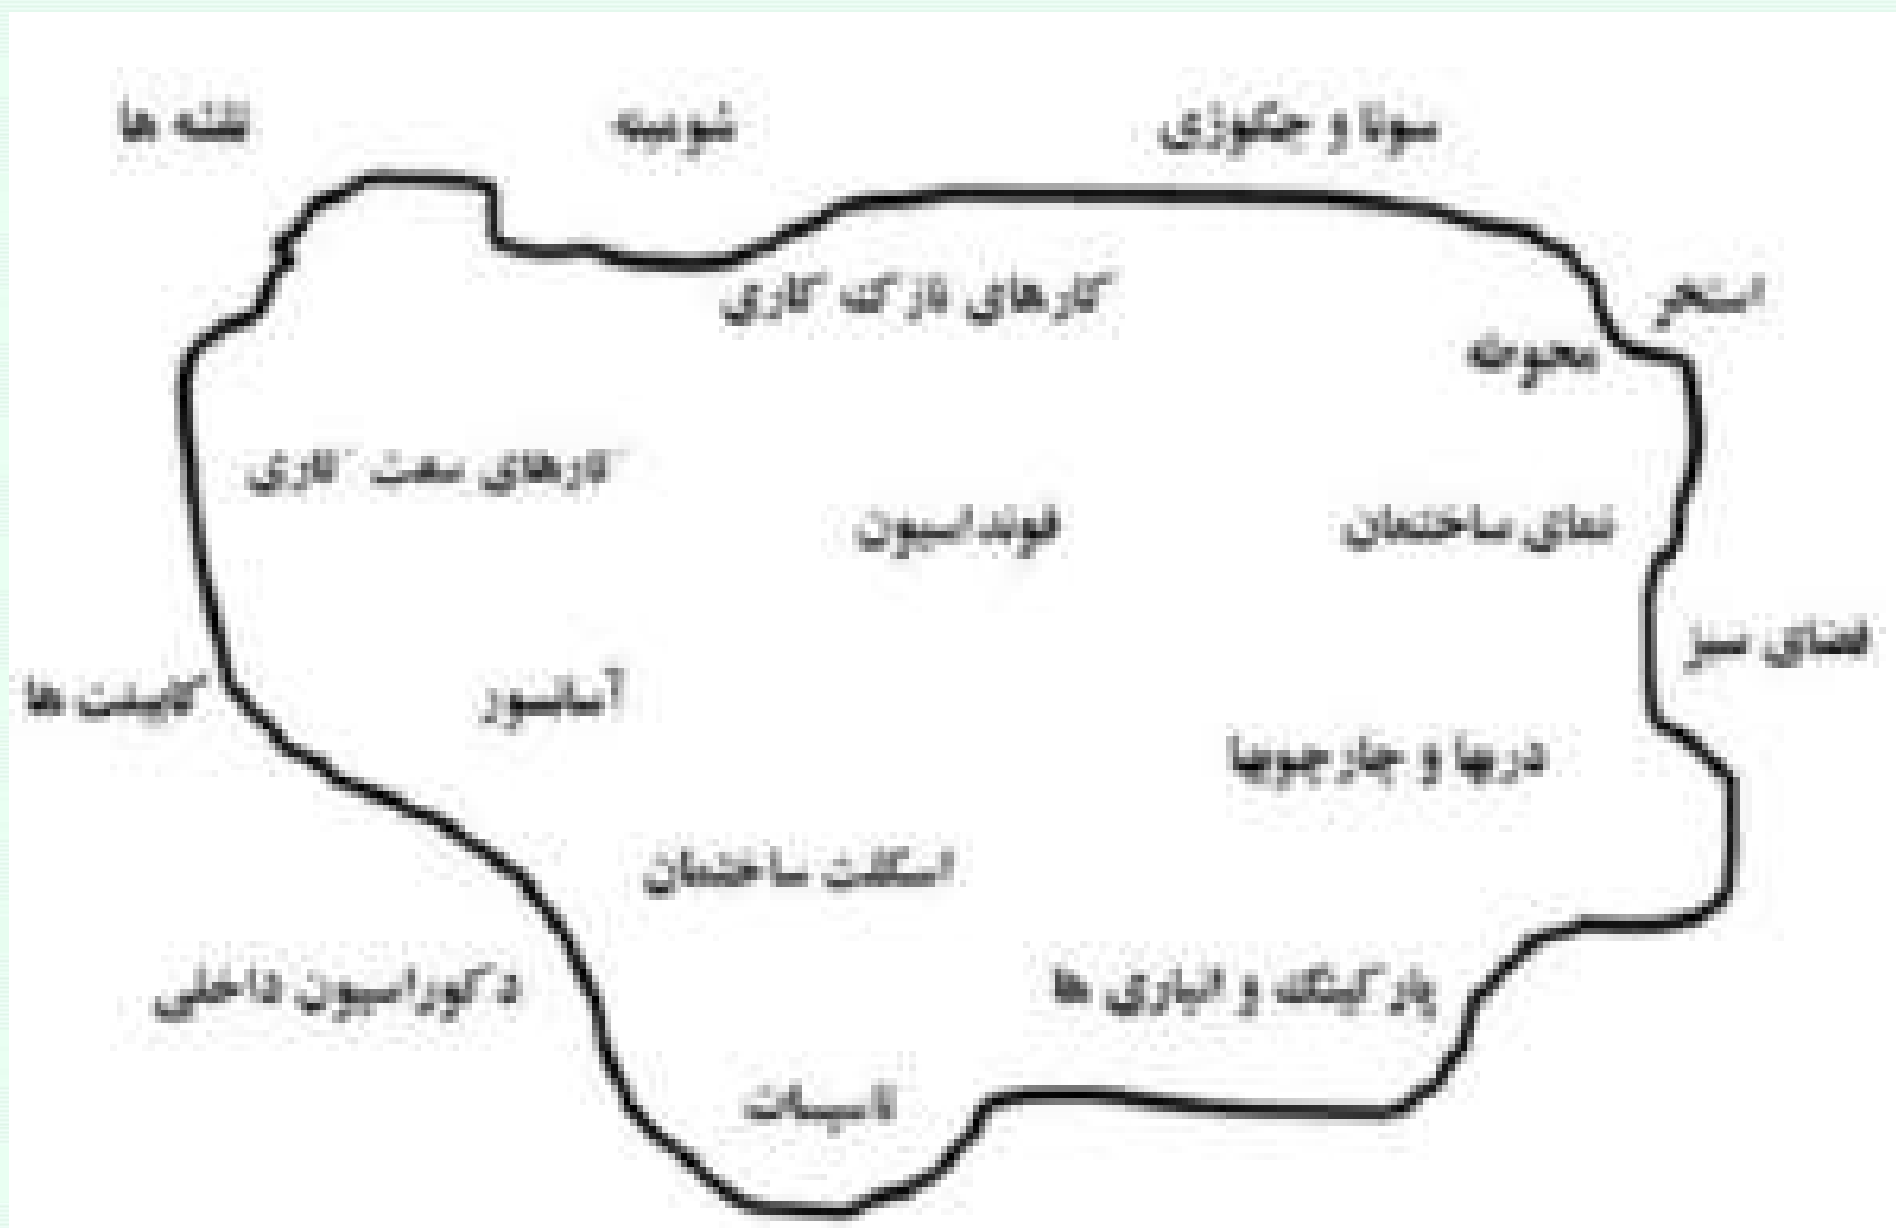 سونا و جکوزی
شومینه
نقشه ها
استخر
کارهای نازک کاری
محوطه
کارهای سفت کاری
نمای ساختمان
فونداسیون
فضای سبز
آسانسور
کابینت ها
دربها و چارچوبها
اسکلت ساختمان
پارکینگ و انباری ها
دکوراسیون داخلی
تاسیسات